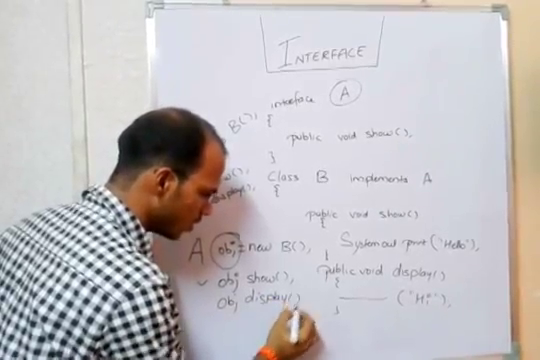 INTERFACE
interface A
B(),
{
public void show(),
}
Class B implements A
display(),
{
public void show()
{
A obj = new B(), System out print("Hello"),
}
obj show(), public void display()
{
obj display() ("Hi"),
}